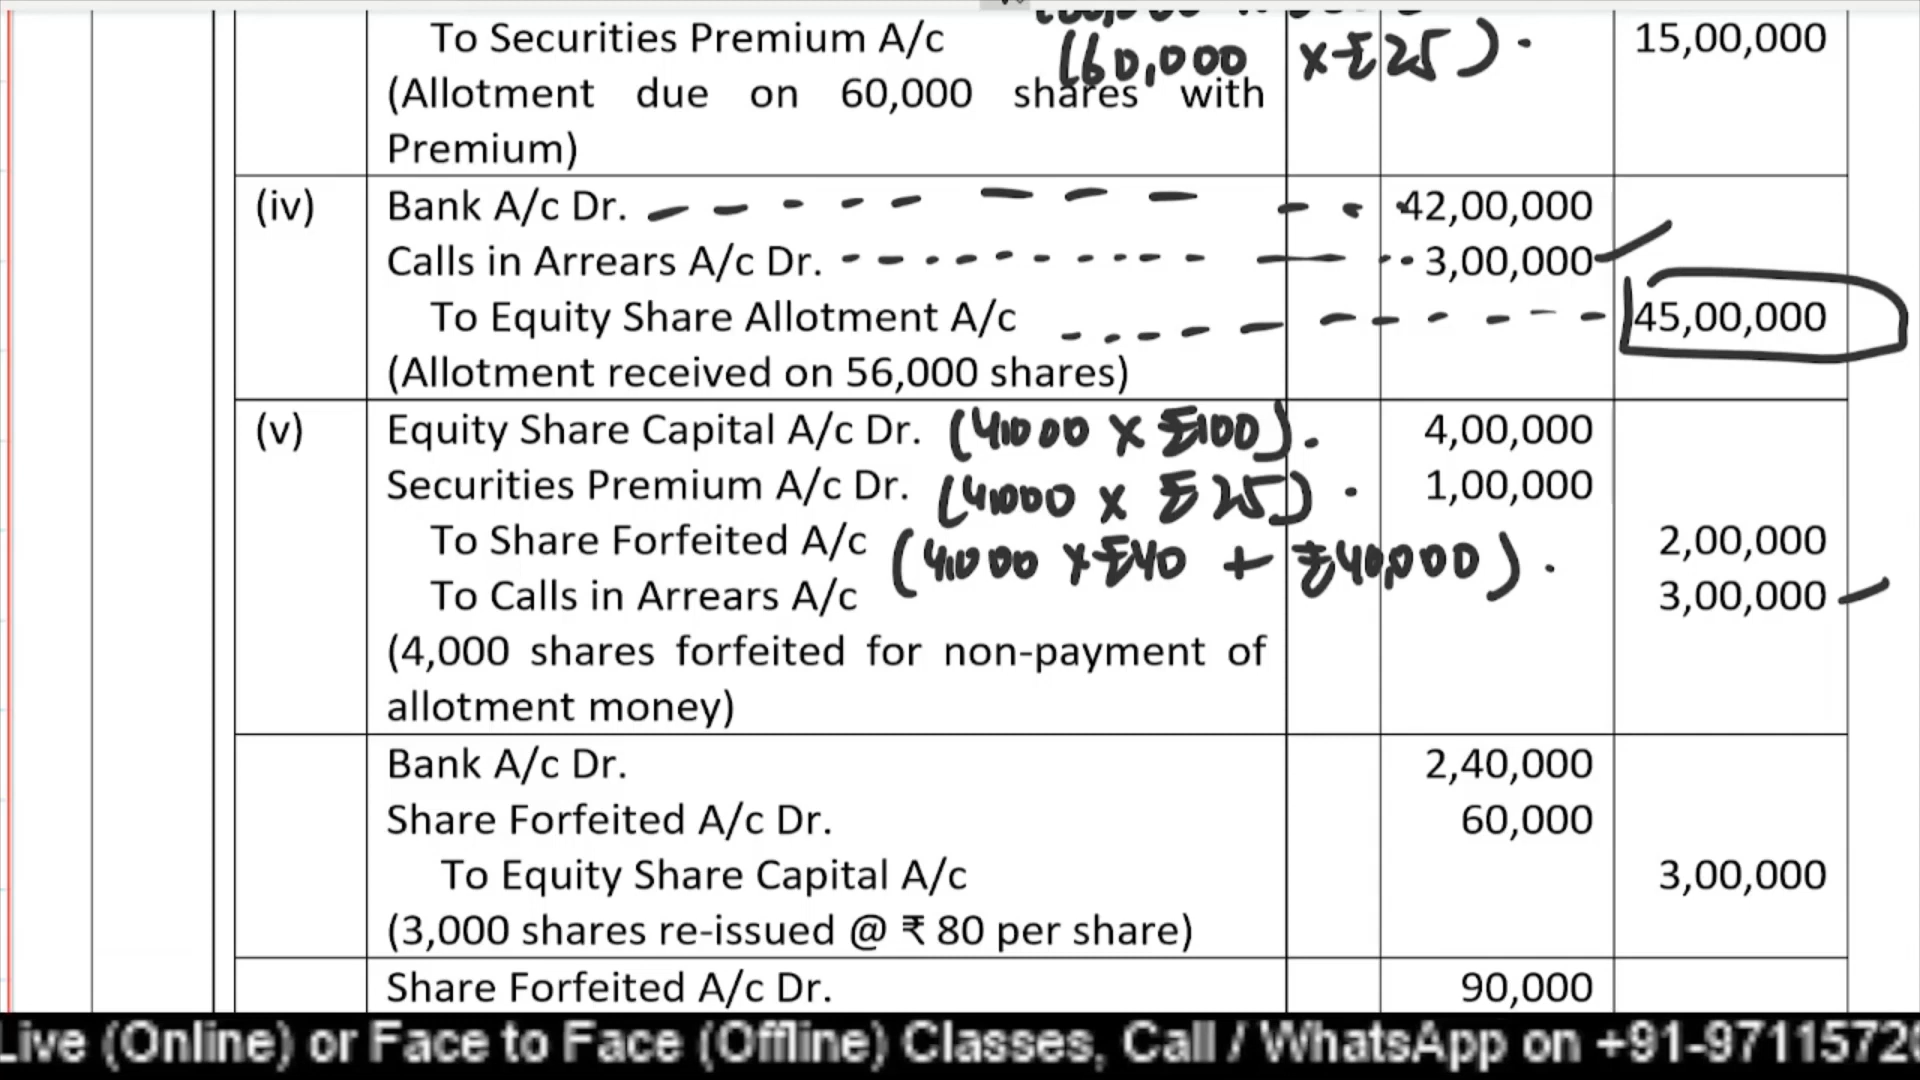 To Securities Premium A/c (60,000 x ₹25). 15,00,000
(Allotment due on 60,000 shares with
Premium)
(iv) Bank A/c Dr. 42,00,000
Calls in Arrears A/c Dr. 3,00,000
To Equity Share Allotment A/c 45,00,000
(Allotment received on 56,000 shares)
(v) Equity Share Capital A/c Dr. (4,000 x ₹100). 4,00,000
Securities Premium A/c Dr. (4,000 x ₹25). 1,00,000
To Share Forfeited A/c (4,000 x ₹40 + ₹40,000). 2,00,000
To Calls in Arrears A/c 3,00,000
(4,000 shares forfeited for non-payment of
allotment money)
Bank A/c Dr. 2,40,000
Share Forfeited A/c Dr. 60,000
To Equity Share Capital A/c 3,00,000
(3,000 shares re-issued @ ₹ 80 per share)
Share Forfeited A/c Dr. 90,000
Live (Online) or Face to Face (Offline) Classes, Call / WhatsApp on +91-9711572